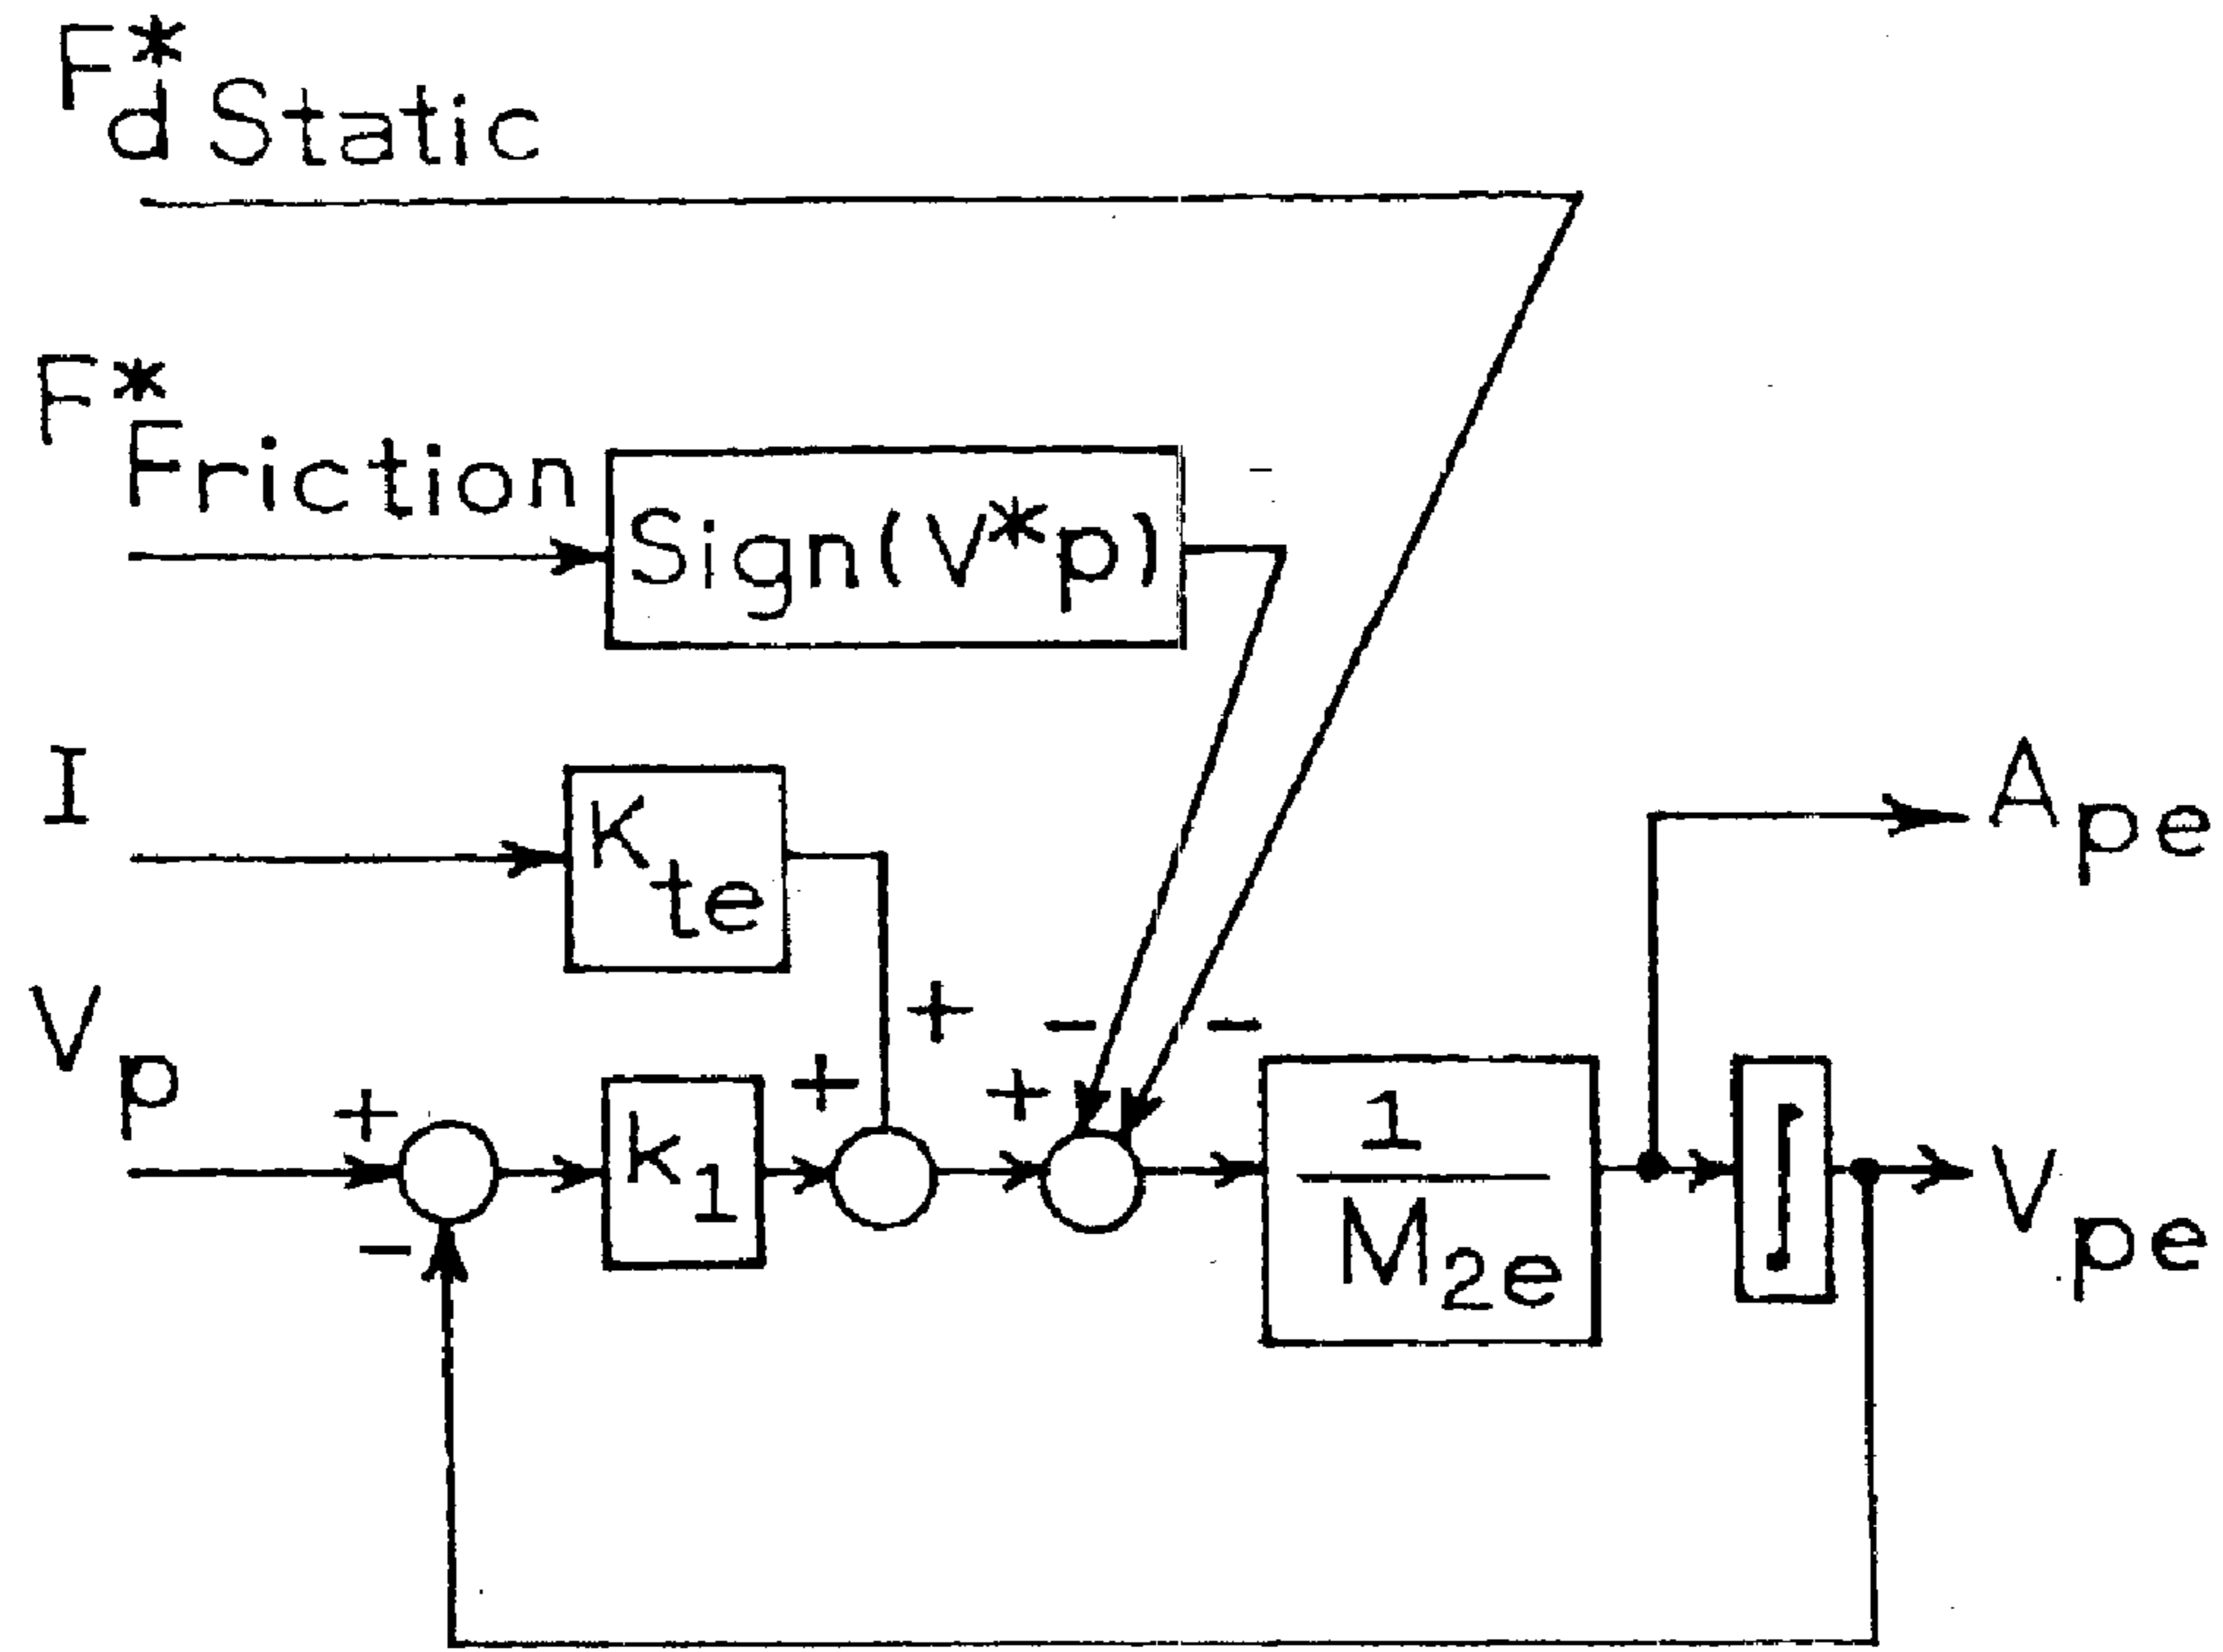 F*d Static
F*Friction
Sign(V*p)
-
I
Kte
Ape
Vp
+
- -
+ + +
k1
1
M2e
∫
Vpe
-